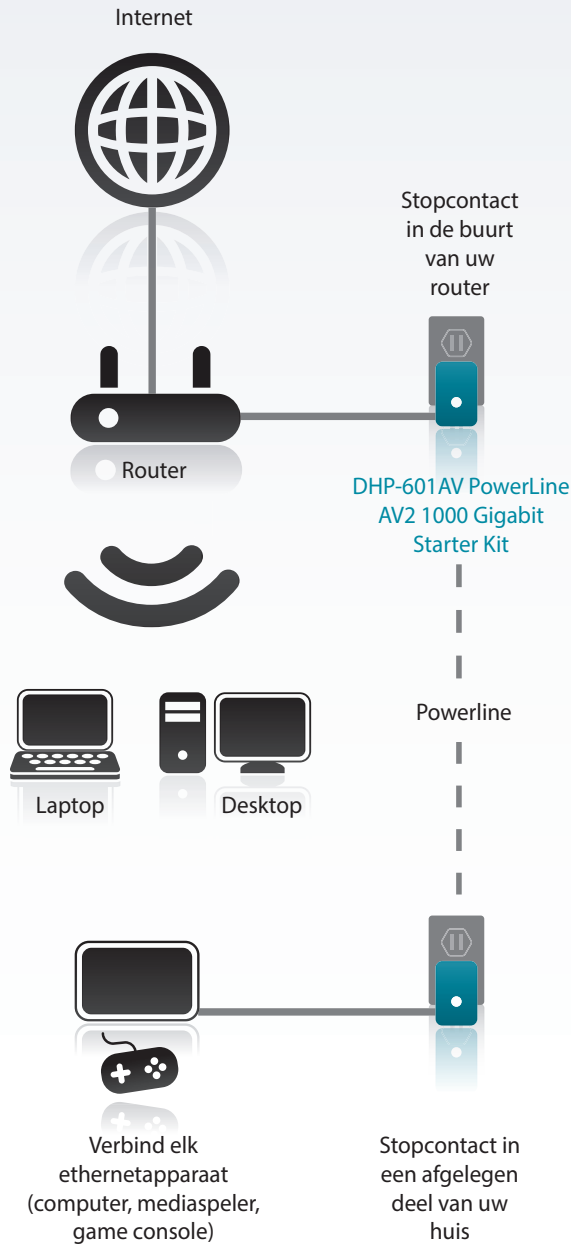 Internet
Stopcontact
in de buurt
van uw
router
Router
DHP-601AV PowerLine
AV2 1000 Gigabit
Starter Kit
Powerline
Laptop
Desktop
Verbind elk
ethernetapparaat
(computer, mediaspeler,
game console)
Stopcontact in
een afgelegen
deel van uw
huis